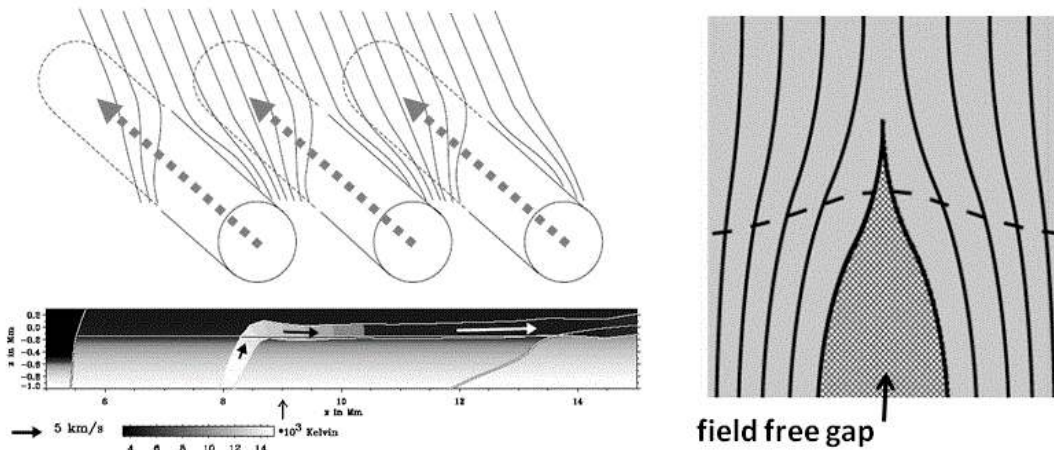 0.2
0.0
-0.2
-0.4
-0.6
-0.8
-1.0
z in Mm
6 8 10 12 14
x in Mm
5 km/s
*10³ Kelvin
4 6 8 10 12 14
field free gap